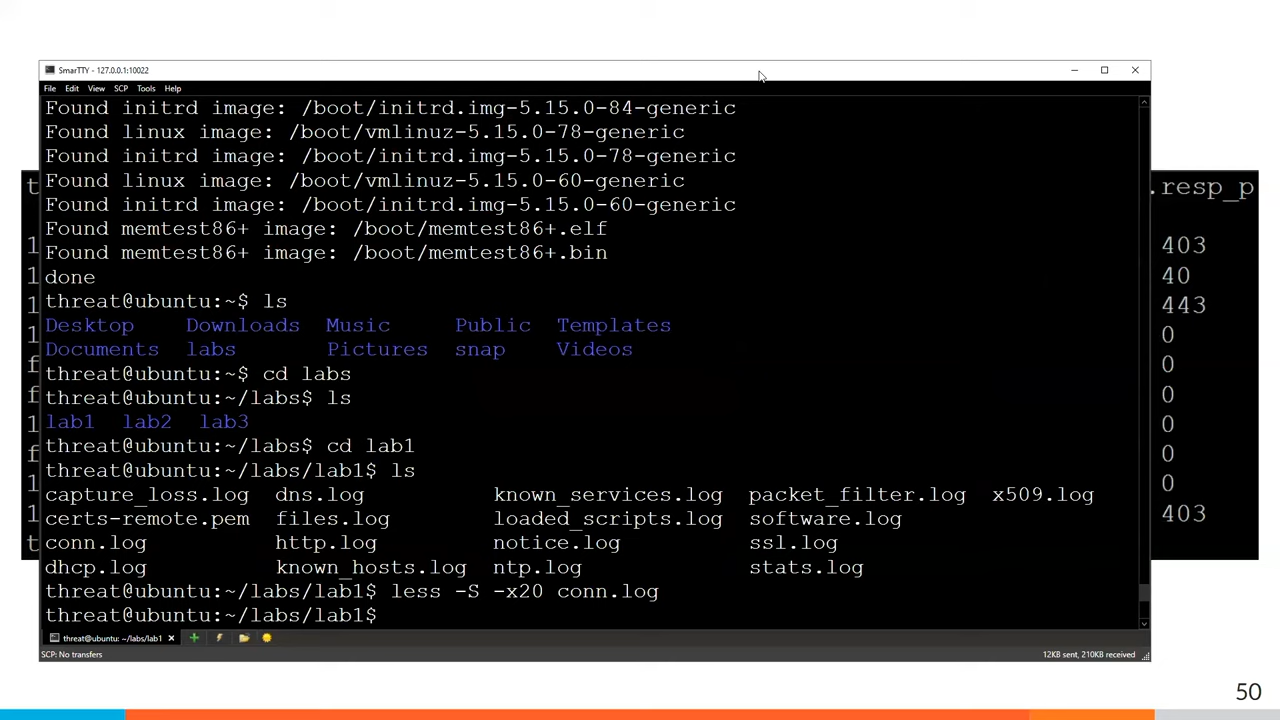 SmarTTY - 127.0.0.1:10022
File Edit View SCP Tools Help
Found initrd image: /boot/initrd.img-5.15.0-84-generic
Found linux image: /boot/vmlinuz-5.15.0-78-generic
Found initrd image: /boot/initrd.img-5.15.0-78-generic
Found linux image: /boot/vmlinuz-5.15.0-60-generic
Found initrd image: /boot/initrd.img-5.15.0-60-generic
Found memtest86+ image: /boot/memtest86+.elf
Found memtest86+ image: /boot/memtest86+.bin
done
threat@ubuntu:~$ ls
Desktop Downloads Music Public Templates
Documents labs Pictures snap Videos
threat@ubuntu:~$ cd labs
threat@ubuntu:~/labs$ ls
lab1 lab2 lab3
threat@ubuntu:~/labs$ cd lab1
threat@ubuntu:~/labs/lab1$ ls
capture_loss.log dns.log known_services.log packet_filter.log x509.log
certs-remote.pem files.log loaded_scripts.log software.log
conn.log http.log notice.log ssl.log
dhcp.log known_hosts.log ntp.log stats.log
threat@ubuntu:~/labs/lab1$ less -S -x20 conn.log
threat@ubuntu:~/labs/lab1$
threat@ubuntu: ~/labs/lab1
SCP: No transfers
12KB sent, 210KB received
.resp_p
403
40
443
0
0
0
0
0
0
403
50